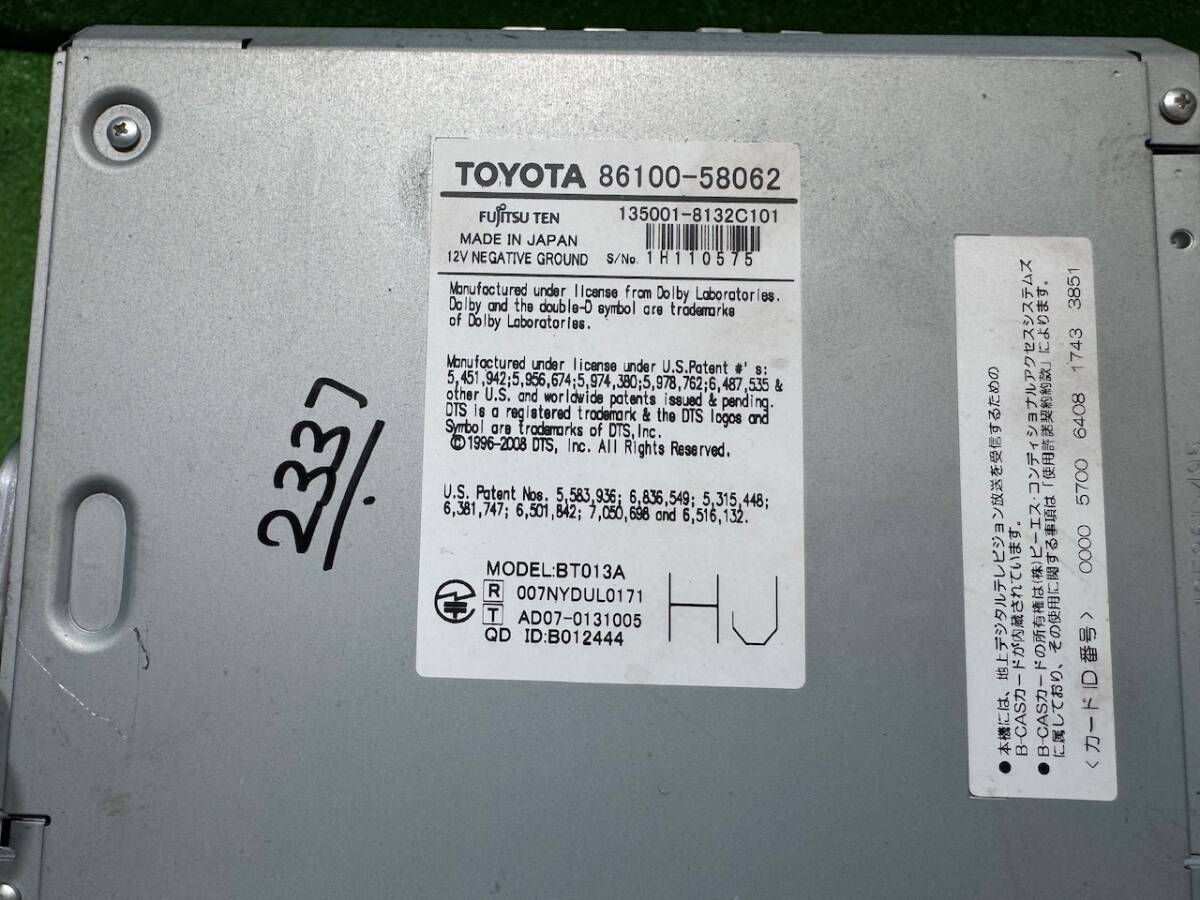 TOYOTA 86100-58062
FUJITSU TEN 135001-8132C101
MADE IN JAPAN
12V NEGATIVE GROUND S/No. 1H110575
Manufactured under license from Dolby Laboratories.
Dolby and the double-D symbol are trademarks
of Dolby Laboratories.
Manufactured under license under U.S.Patent #' s:
5,451,942;5,956,674;5,974,380;5,978,762;6,487,535 &
other U.S. and worldwide patents issued & pending.
DTS is a registered trademark & the DTS logos and
Symbol are trademarks of DTS,Inc.
©1996-2008 DTS, Inc. All Rights Reserved.
U.S. Patent Nos. 5,583,936; 6,836,549; 5,315,448;
6,381,747; 6,501,842; 7,050,698 and 6,516,132.
MODEL:BT013A
R 007NYDUL0171
T AD07-0131005
QD ID:B012444
HU
2337
●本機には、地上デジタルテレビジョン放送を受信するための
B-CASカードが内蔵されています。
●B-CASカードの所有権は(株)ビーエス・コンディショナルアクセスシステムズ
に属しており、その使用に関する事項は「使用許諾契約約款」によります。
<カードID番号> 0000 5700 6408 1743 3851